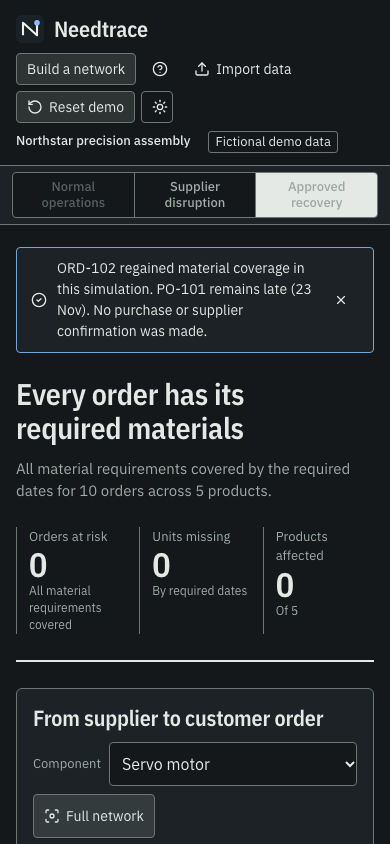 Needtrace
Build a network
Import data
Reset demo
Northstar precision assembly
Fictional demo data
Normal
operations
Supplier
disruption
Approved
recovery
ORD-102 regained material coverage in
this simulation. PO-101 remains late (23
Nov). No purchase or supplier
confirmation was made.
Every order has its
required materials
All material requirements covered by the required
dates for 10 orders across 5 products.
Orders at risk
0
All material
requirements
covered
Units missing
0
By required dates
Products
affected
0
Of 5
From supplier to customer order
Component
Servo motor
Full network